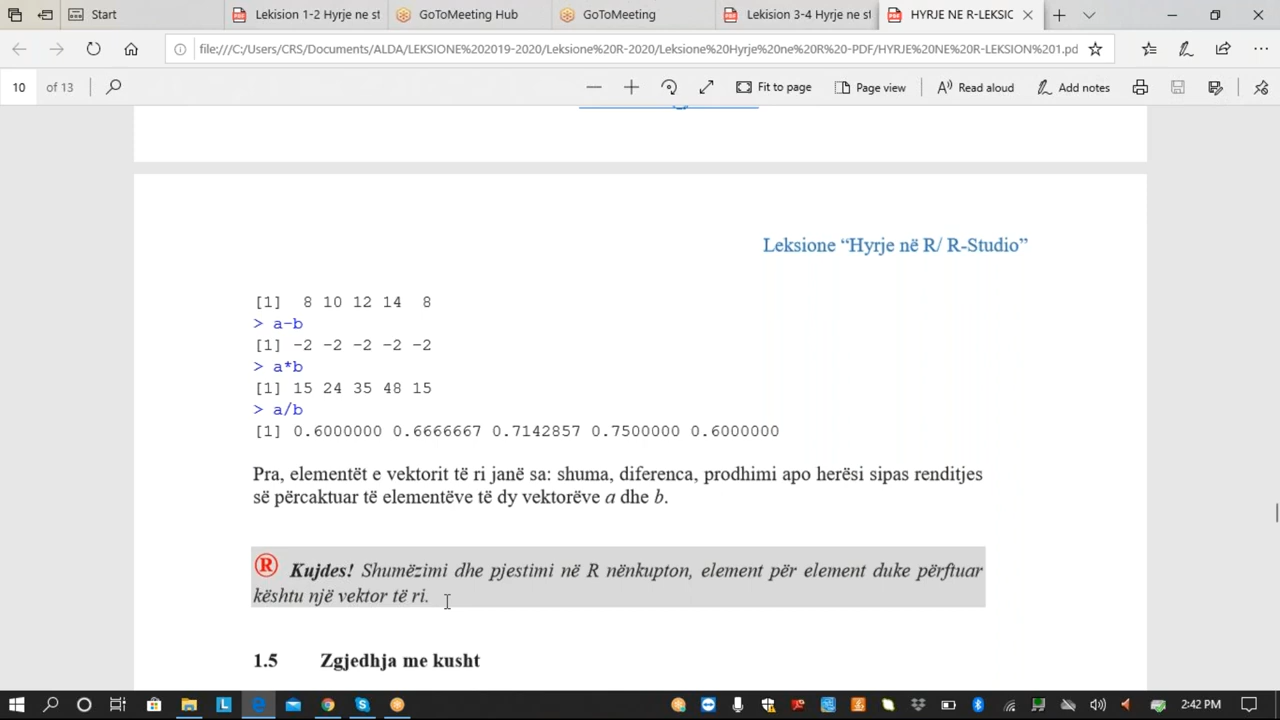 Start
Lekision 1-2 Hyrje ne st
GoToMeeting Hub
GoToMeeting
Lekision 3-4 Hyrje ne st
HYRJE NE R-LEKSIC
file:///C:/Users/CRS/Documents/ALDA/LEKSIONE%202019-2020/Leksione%20R-2020/Leksione%20Hyrje%20ne%20R%20-PDF/HYRJE%20NE%20R-LEKSION%201.pd
10 of 13
Fit to page
Page view
Read aloud
Add notes
Leksione “Hyrje në R/ R-Studio”
[1] 8 10 12 14 8
> a-b
[1] -2 -2 -2 -2 -2
> a*b
[1] 15 24 35 48 15
> a/b
[1] 0.6000000 0.6666667 0.7142857 0.7500000 0.6000000
Pra, elementët e vektorit të ri janë sa: shuma, diferenca, prodhimi apo herësi sipas renditjes
së përcaktuar të elementëve të dy vektorëve a dhe b.
® Kujdes! Shumëzimi dhe pjestimi në R nënkupton, element për element duke përftuar
kështu një vektor të ri.
1.5 Zgjedhja me kusht
2:42 PM